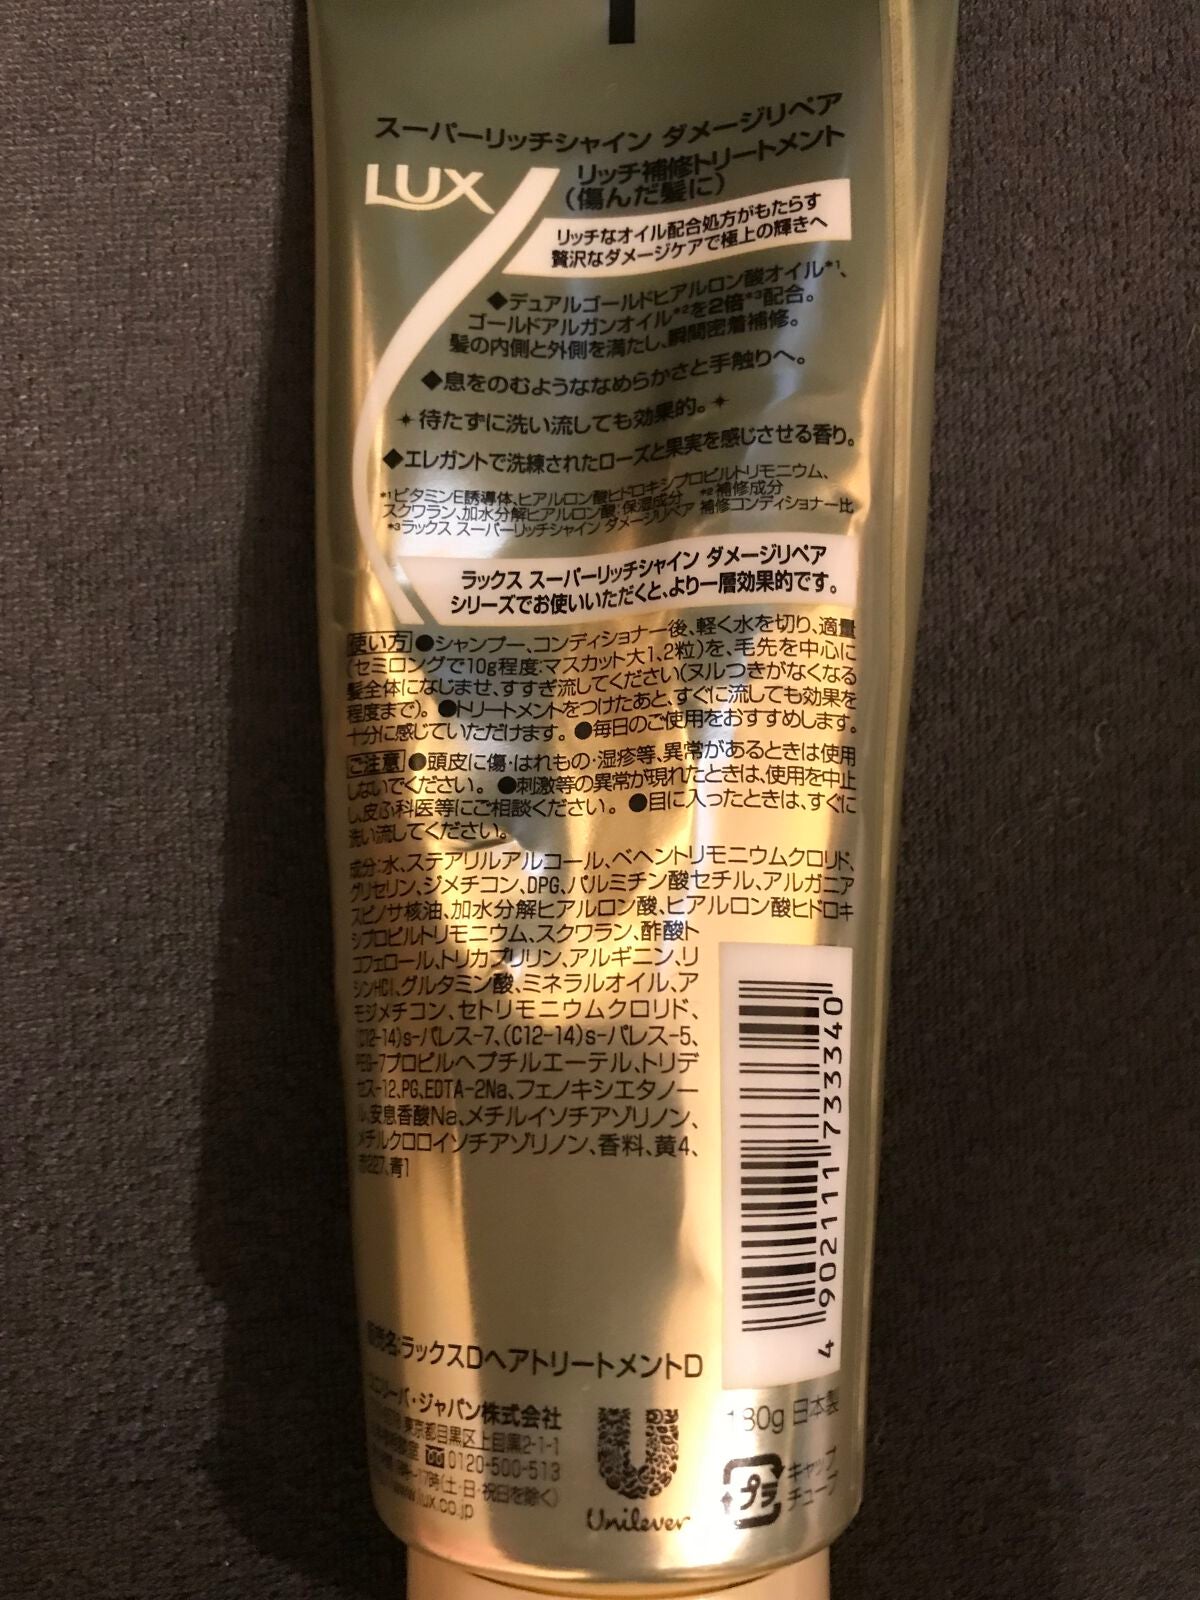 スーパーリッチシャイン ダメージリペア
LUX
リッチ補修トリートメント
(傷んだ髪に)
リッチなオイル配合処方がもたらす
贅沢なダメージケアで極上の輝きへ
◆デュアルゴールドヒアルロン酸オイル*1、
ゴールドアルガンオイル*2を2倍*3配合。
髪の内側と外側を満たし、瞬間密着補修。
◆息をのむようななめらかさと手触りへ。
✦待たずに洗い流しても効果的。✦
◆エレガントで洗練されたローズと果実を感じさせる香り。
*1ビタミンE誘導体、ヒアルロン酸ヒドロキシプロピルトリモニウム、
スクワラン、加水分解ヒアルロン酸:保湿成分 *2補修成分
*3ラックス スーパーリッチシャイン ダメージリペア 補修コンディショナー比
ラックス スーパーリッチシャイン ダメージリペア
シリーズでお使いいただくと、より一層効果的です。
使い方●シャンプー、コンディショナー後、軽く水を切り、適量
(セミロングで10g程度:マスカット大1、2粒)を、毛先を中心に
髪全体になじませ、すすぎ流してください(ヌルつきがなくなる
程度まで)。●トリートメントをつけたあと、すぐに流しても効果を
十分に感じていただけます。●毎日のご使用をおすすめします。
ご注意●頭皮に傷・はれもの・湿疹等、異常があるときは使用
しないでください。●刺激等の異常が現れたときは、使用を中止
し、皮ふ科医等にご相談ください。●目に入ったときは、すぐに
洗い流してください。
成分:水、ステアリルアルコール、ベヘントリモニウムクロリド、
グリセリン、ジメチコン、DPG、パルミチン酸セチル、アルガニア
スピノサ核油、加水分解ヒアルロン酸、ヒアルロン酸ヒドロキ
シプロピルトリモニウム、スクワラン、酢酸ト
コフェロール、トリカプリリン、アルギニン、リ
シンHCl、グルタミン酸、ミネラルオイル、ア
モジメチコン、セトリモニウムクロリド、
(C12-14)s-パレス-7、(C12-14)s-パレス-5、
PEG-7プロピルヘプチルエーテル、トリデ
セス-12、PG、EDTA-2Na、フェノキシエタノー
ル、安息香酸Na、メチルイソチアゾリノン、
メチルクロロイソチアゾリノン、香料、黄4、
赤227、青1
4902111733340
販売名:ラックスDヘアトリートメントD
ユニリーバ・ジャパン株式会社
東京都目黒区上目黒2-1-1
0120-500-513
17時(土・日・祝日を除く)
www.lux.co.jp
Unilever
180g 日本製
プラ
キャップ
チューブ